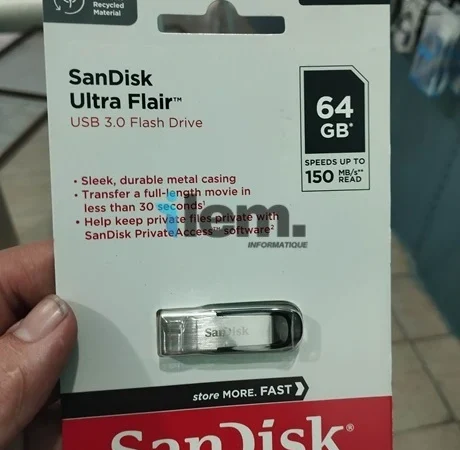 Recycled
Material
SanDisk
Ultra Flair™
USB 3.0 Flash Drive
64
GB*
SPEEDS UP TO
150 MB/s**
READ
• Sleek, durable metal casing
• Transfer a full-length movie in
less than 30 seconds¹
• Help keep private files private with
SanDisk PrivateAccess™ software²
ilem.
INFORMATIQUE
SanDisk
store MORE. FAST
SanDisk